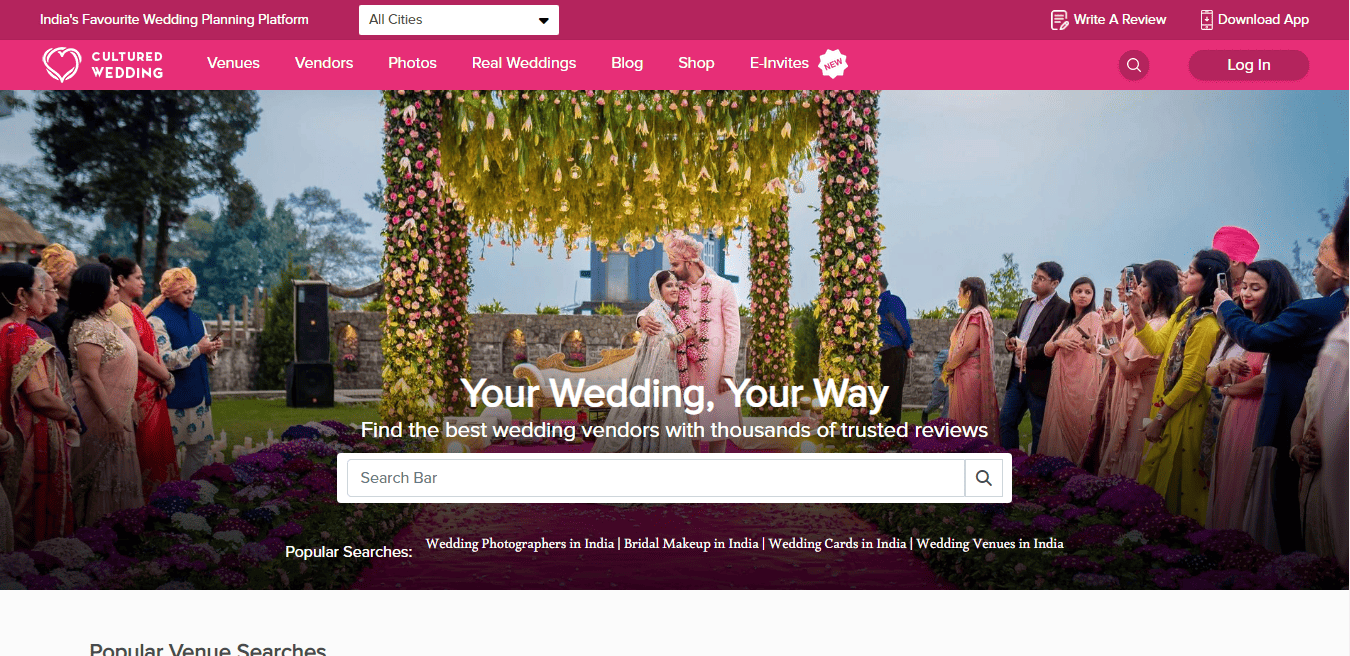 India's Favourite Wedding Planning Platform
All Cities
Write A Review
Download App
CULTURED
WEDDING
Venues
Vendors
Photos
Real Weddings
Blog
Shop
E-Invites
NEW
Log In
Your Wedding, Your Way
Find the best wedding vendors with thousands of trusted reviews
Search Bar
Popular Searches:
Wedding Photographers in India | Bridal Makeup in India | Wedding Cards in India | Wedding Venues in India
Popular Venue Searches